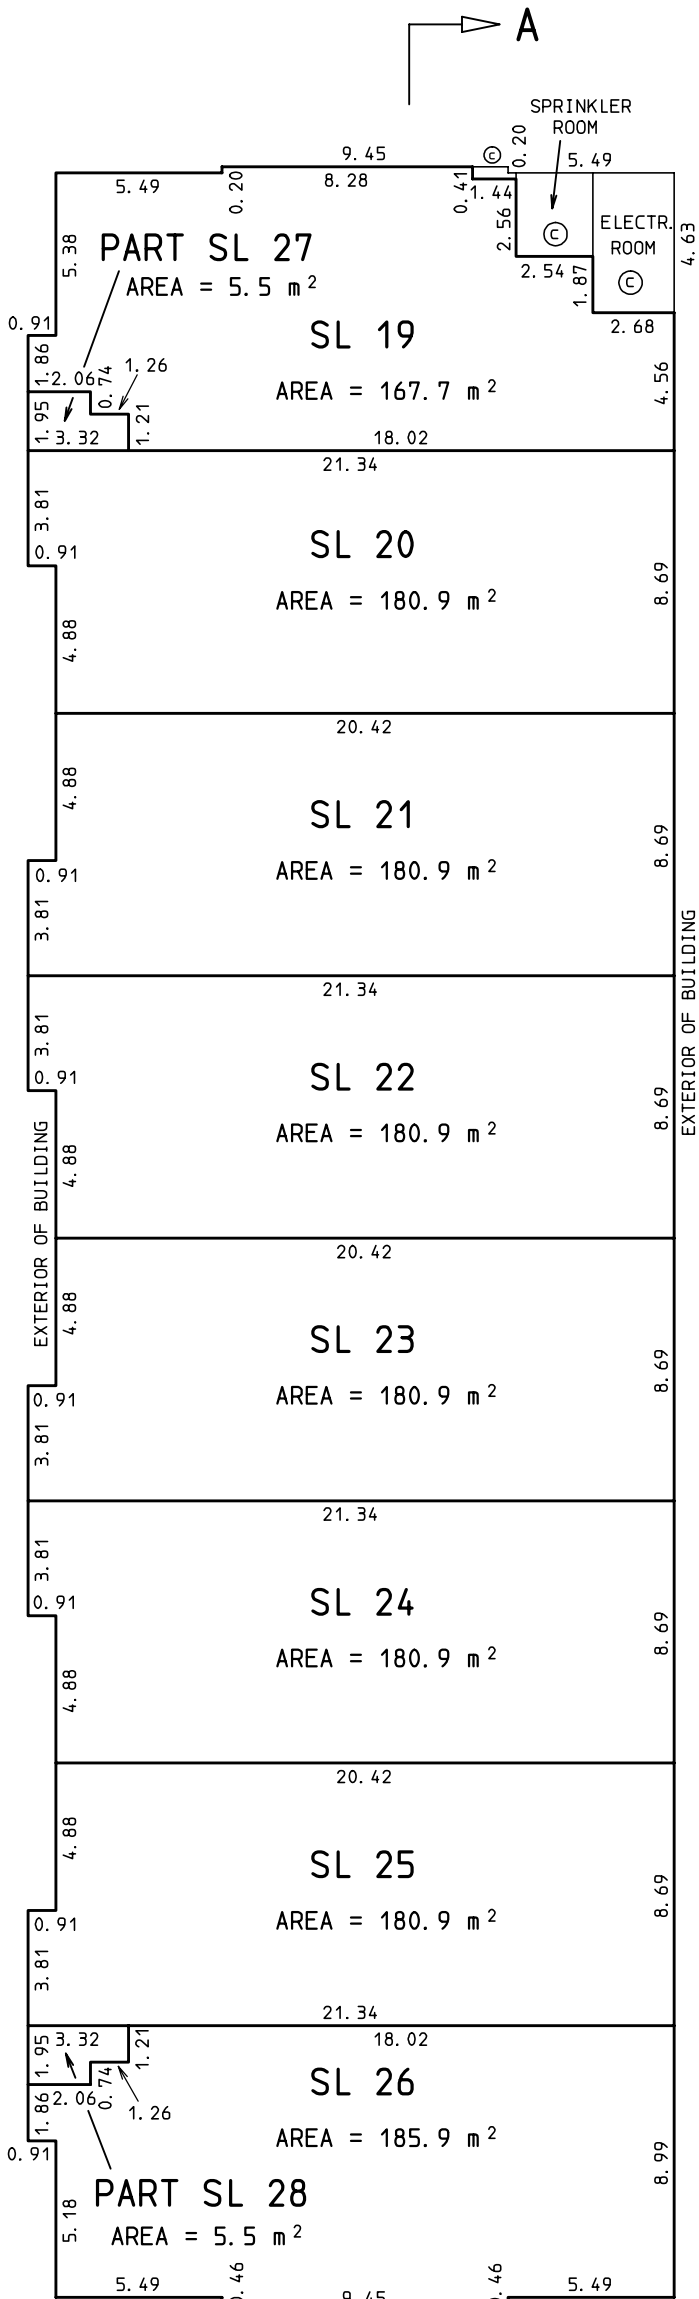 A
SPRINKLER
ROOM
9.45
C
0.20
5.49
5.49
0.20
8.28
0.41
1.44
2.56
C
ELECTR.
ROOM
C
4.63
5.38
PART SL 27
AREA = 5.5 m²
2.54
1.87
2.68
0.91
SL 19
1.86
2.06
0.74
1.26
AREA = 167.7 m²
4.56
1.95
3.32
1.21
18.02
21.34
3.81
0.91
SL 20
AREA = 180.9 m²
8.69
4.88
20.42
4.88
SL 21
0.91
AREA = 180.9 m²
8.69
3.81
EXTERIOR OF BUILDING
21.34
3.81
0.91
SL 22
AREA = 180.9 m²
8.69
4.88
EXTERIOR OF BUILDING
20.42
4.88
SL 23
0.91
AREA = 180.9 m²
8.69
3.81
21.34
3.81
0.91
SL 24
AREA = 180.9 m²
8.69
4.88
20.42
4.88
SL 25
0.91
AREA = 180.9 m²
8.69
3.81
21.34
1.95
3.32
1.21
18.02
1.86
2.06
0.74
1.26
SL 26
AREA = 185.9 m²
0.91
8.99
PART SL 28
5.18
AREA = 5.5 m²
5.49
0.46
9.45
0.46
5.49